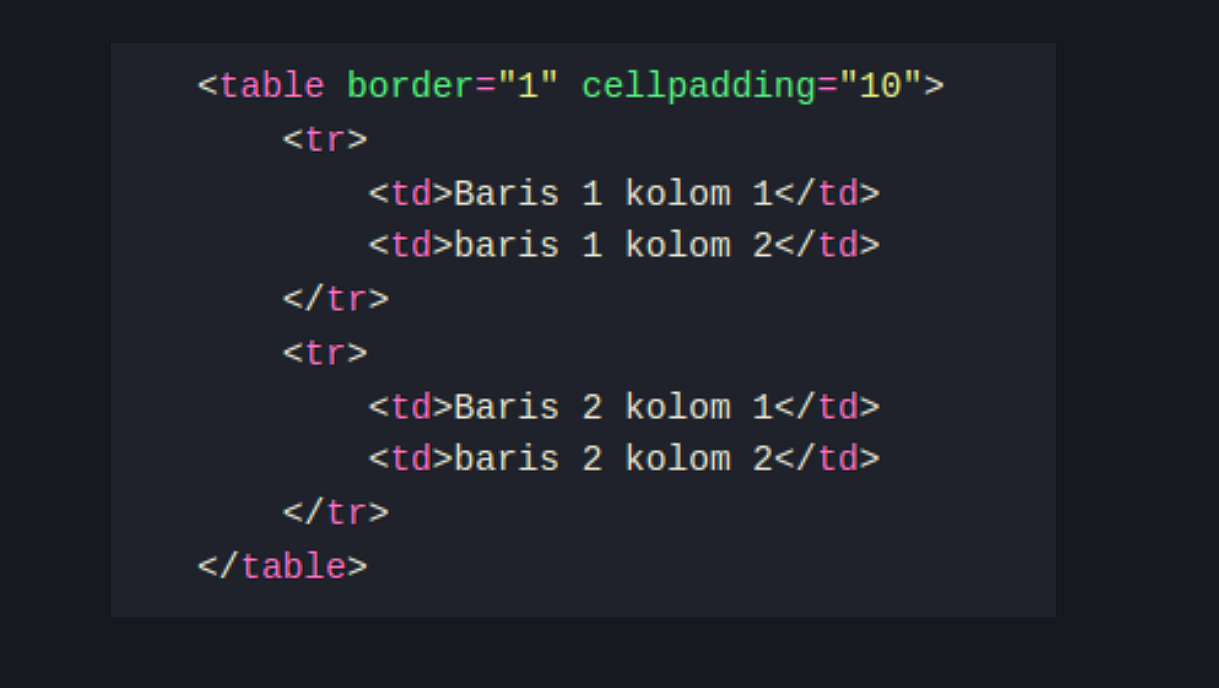 <table border="1" cellpadding="10">
<tr>
<td>Baris 1 kolom 1</td>
<td>baris 1 kolom 2</td>
</tr>
<tr>
<td>Baris 2 kolom 1</td>
<td>baris 2 kolom 2</td>
</tr>
</table>